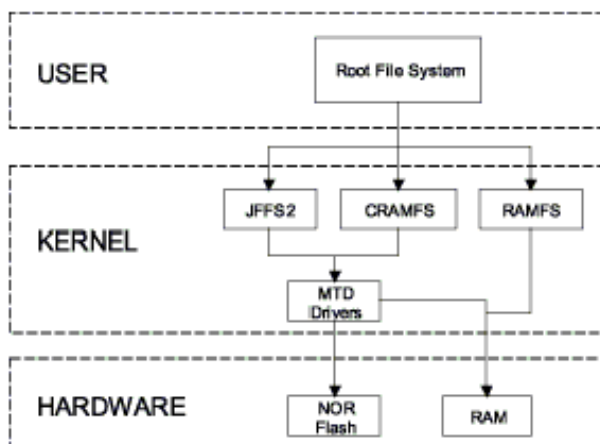 USER
Root File System
JFFS2
CRAMFS
RAMFS
KERNEL
MTD
Drivers
HARDWARE
NOR
Flash
RAM